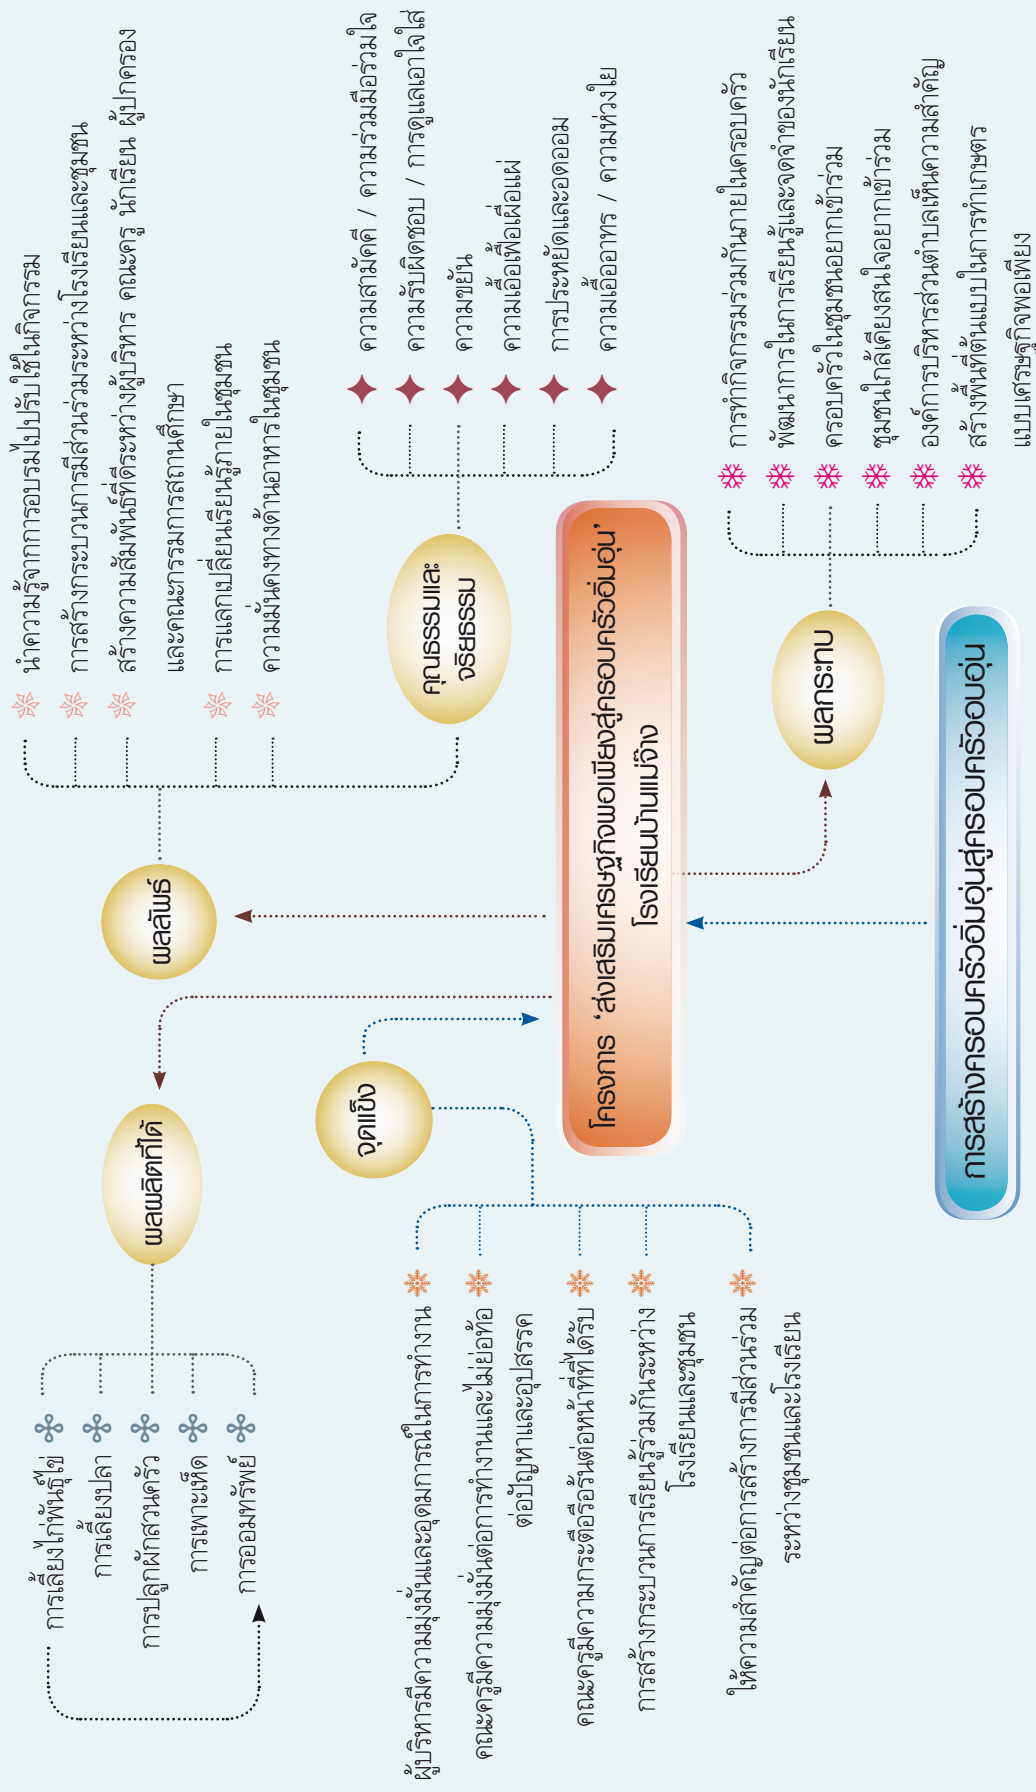 การเลี้ยงไก่พันธุ์ไข่
การเลี้ยงปลา
การปลูกผักสวนครัว
การเพาะเห็ด
การออมทรัพย์
ผลผลิตที่ได้
ผลลัพธ์
นำความรู้จากการอบรมไปปรับใช้ในกิจกรรม
การสร้างกระบวนการมีส่วนร่วมระหว่างโรงเรียนและชุมชน
สร้างความสัมพันธ์ที่ดีระหว่างผู้บริหาร คณะครู นักเรียน ผู้ปกครอง
และคณะกรรมการสถานศึกษา
การแลกเปลี่ยนเรียนรู้ภายในชุมชน
ความมั่นคงทางด้านอาหารในชุมชน
คุณธรรมและ
จริยธรรม
ความสามัคคี / ความร่วมมือร่วมใจ
ความรับผิดชอบ / การดูแลเอาใจใส่
ความขยัน
ความเอื้อเฟื้อเผื่อแผ่
การประหยัดและอดออม
ความเอื้ออาทร / ความห่วงใย
จุดแข็ง
ผู้บริหารมีความมุ่งมั่นและอุดมการณ์ในการทำงาน
คณะครูมีความมุ่งมั่นต่อการทำงานและไม่ย่อท้อ
ต่อปัญหาและอุปสรรค
คณะครูมีความกระตือรือร้นต่อหน้าที่ที่ได้รับ
การสร้างกระบวนการเรียนรู้ร่วมกันระหว่าง
โรงเรียนและชุมชน
ให้ความสำคัญต่อการสร้างการมีส่วนร่วม
ระหว่างชุมชนและโรงเรียน
โครงการ ‘ส่งเสริมเศรษฐกิจพอเพียงสู่ครอบครัวอิ่มอุ่น’
โรงเรียนบ้านแม่จ๊าง
ผลกระทบ
การทำกิจกรรมร่วมกันภายในครอบครัว
พัฒนาการในการเรียนรู้และจดจำของนักเรียน
ครอบครัวในชุมชนอยากเข้าร่วม
ชุมชนใกล้เคียงสนใจอยากเข้าร่วม
องค์การบริหารส่วนตำบลเห็นความสำคัญ
สร้างพื้นที่ต้นแบบในการทำเกษตร
แบบเศรษฐกิจพอเพียง
การสร้างครอบครัวอิ่มอุ่นสู่ครอบครัวอบอุ่น